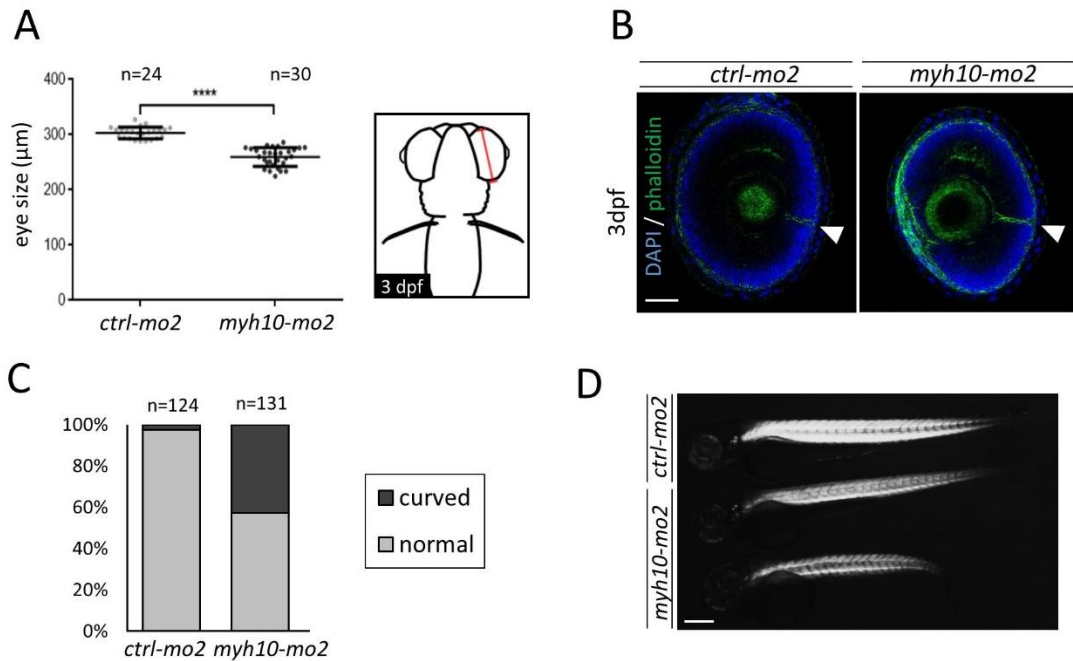 A
n=24 n=30
****
400
300
200
100
0
eye size (µm)
ctrl-mo2 myh10-mo2
3 dpf
B
ctrl-mo2 myh10-mo2
3dpf
DAPI / phalloidin
C
n=124 n=131
100%
80%
60%
40%
20%
0%
ctrl-mo2 myh10-mo2
curved
normal
D
ctrl-mo2
myh10-mo2